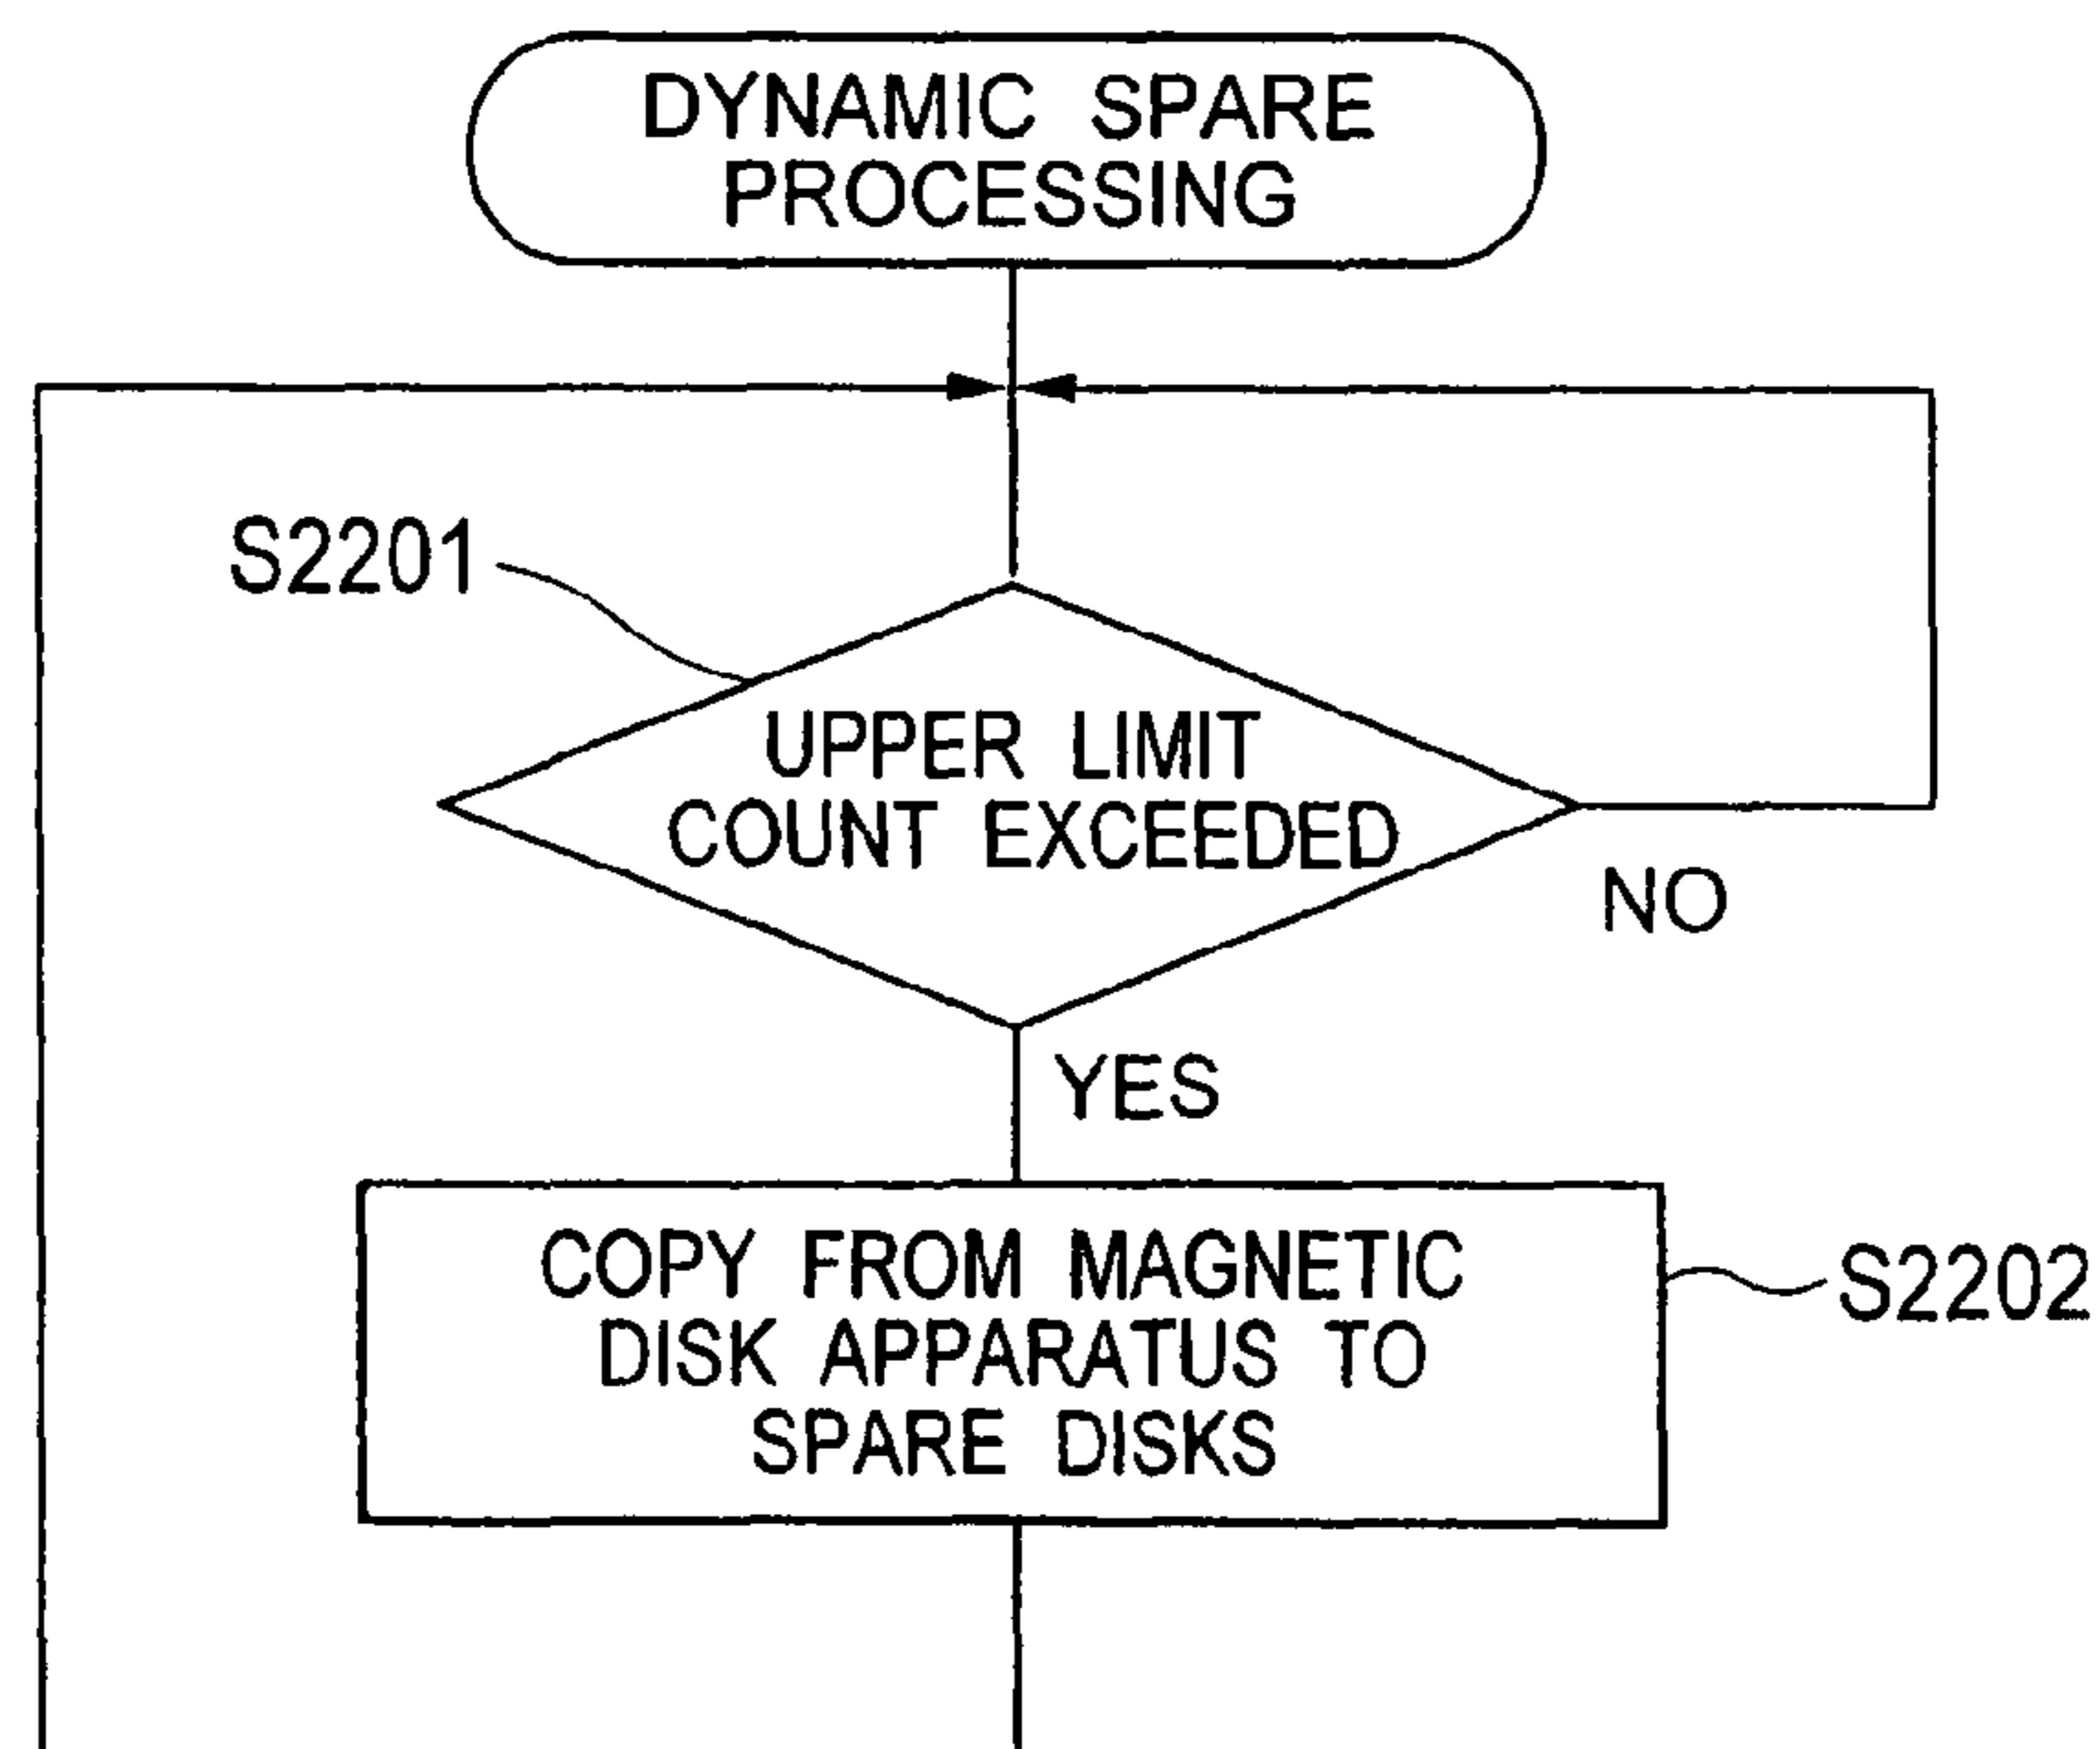 DYNAMIC SPARE
PROCESSING
S2201
UPPER LIMIT
COUNT EXCEEDED
NO
YES
COPY FROM MAGNETIC
DISK APPARATUS TO
SPARE DISKS
S2202